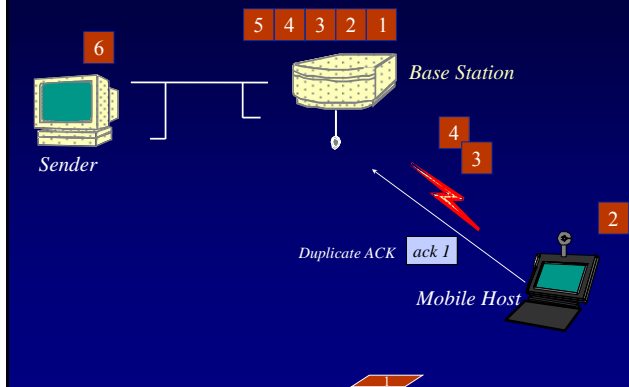 5 4 3 2 1
6
Base Station
4
3
Sender
2
Duplicate ACK ack 1
Mobile Host
1